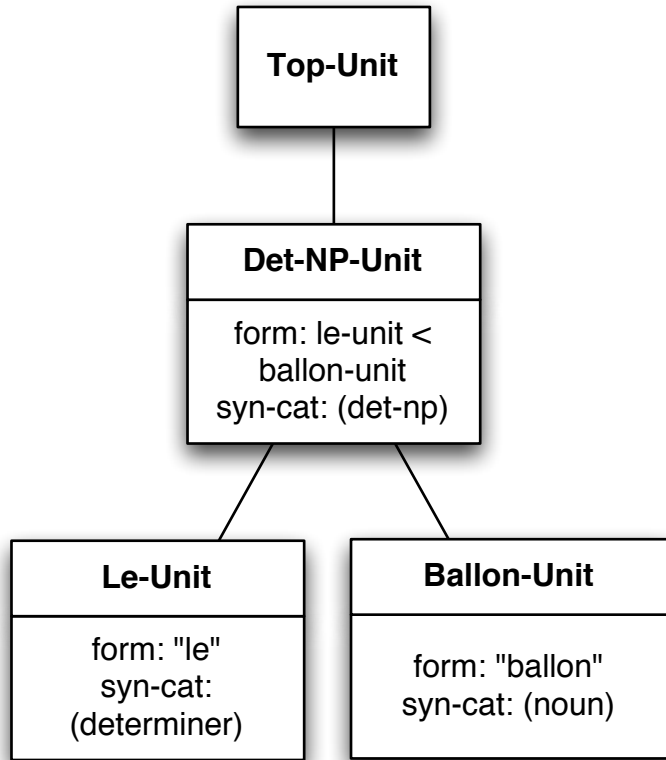 Top-Unit
Det-NP-Unit
form: le-unit <
ballon-unit
syn-cat: (det-np)
Le-Unit
form: "le"
syn-cat:
(determiner)
Ballon-Unit
form: "ballon"
syn-cat: (noun)